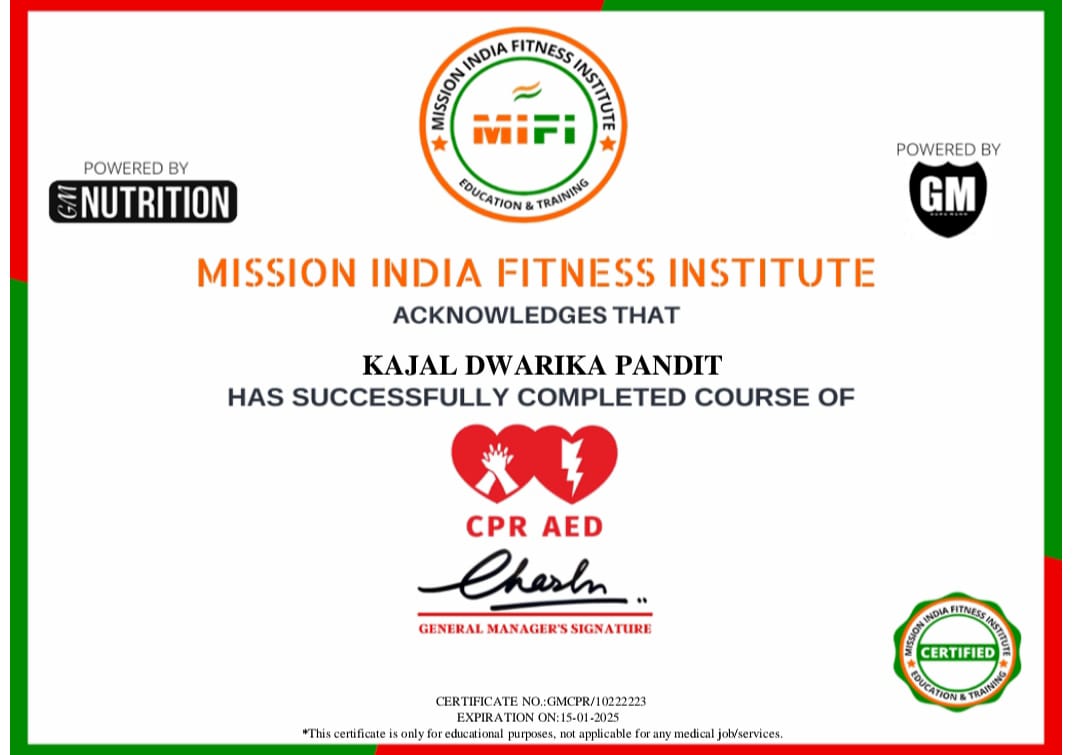 MISSION INDIA FITNESS INSTITUTE
MiFi
EDUCATION & TRAINING
POWERED BY
GM NUTRITION
POWERED BY
GM
MISSION INDIA FITNESS INSTITUTE
ACKNOWLEDGES THAT
KAJAL DWARIKA PANDIT
HAS SUCCESSFULLY COMPLETED COURSE OF
CPR AED
GENERAL MANAGER'S SIGNATURE
MISSION INDIA FITNESS INSTITUTE
CERTIFIED
EDUCATION & TRAINING
CERTIFICATE NO.:GMCPR/10222223
EXPIRATION ON:15-01-2025
*This certificate is only for educational purposes, not applicable for any medical job/services.